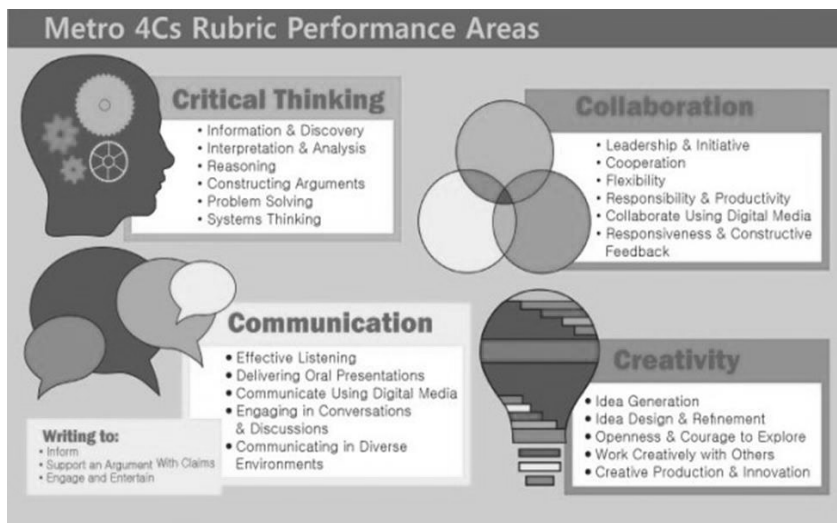 Metro 4Cs Rubric Performance Areas
Critical Thinking
• Information & Discovery
• Interpretation & Analysis
• Reasoning
• Constructing Arguments
• Problem Solving
• Systems Thinking
Collaboration
• Leadership & Initiative
• Cooperation
• Flexibility
• Responsibility & Productivity
• Collaborate Using Digital Media
• Responsiveness & Constructive
Feedback
Communication
• Effective Listening
• Delivering Oral Presentations
• Communicate Using Digital Media
• Engaging in Conversations
& Discussions
• Communicating in Diverse
Environments
Writing to:
• Inform
• Support an Argument With Claims
• Engage and Entertain
Creativity
• Idea Generation
• Idea Design & Refinement
• Openness & Courage to Explore
• Work Creatively with Others
• Creative Production & Innovation